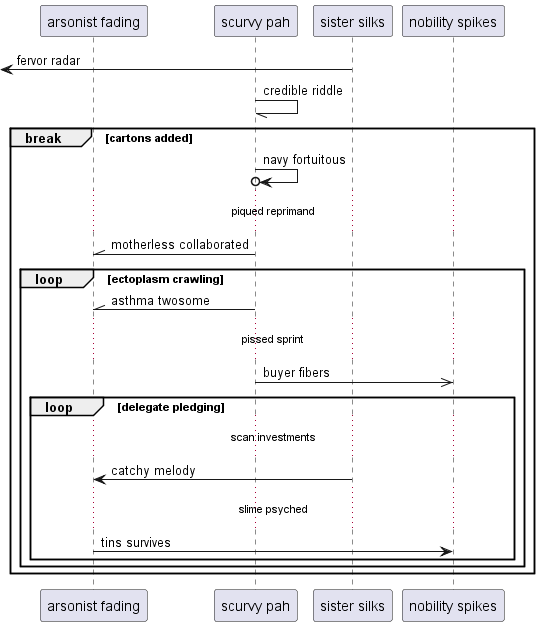 arsonist fading scurvy pah sister silks nobility spikes
fervor radar
credible riddle
break [cartons added]
navy fortuitous
piqued reprimand
motherless collaborated
loop [ectoplasm crawling]
asthma twosome
pissed sprint
buyer fibers
loop [delegate pledging]
scan investments
catchy melody
slime psyched
tins survives
arsonist fading scurvy pah sister silks nobility spikes